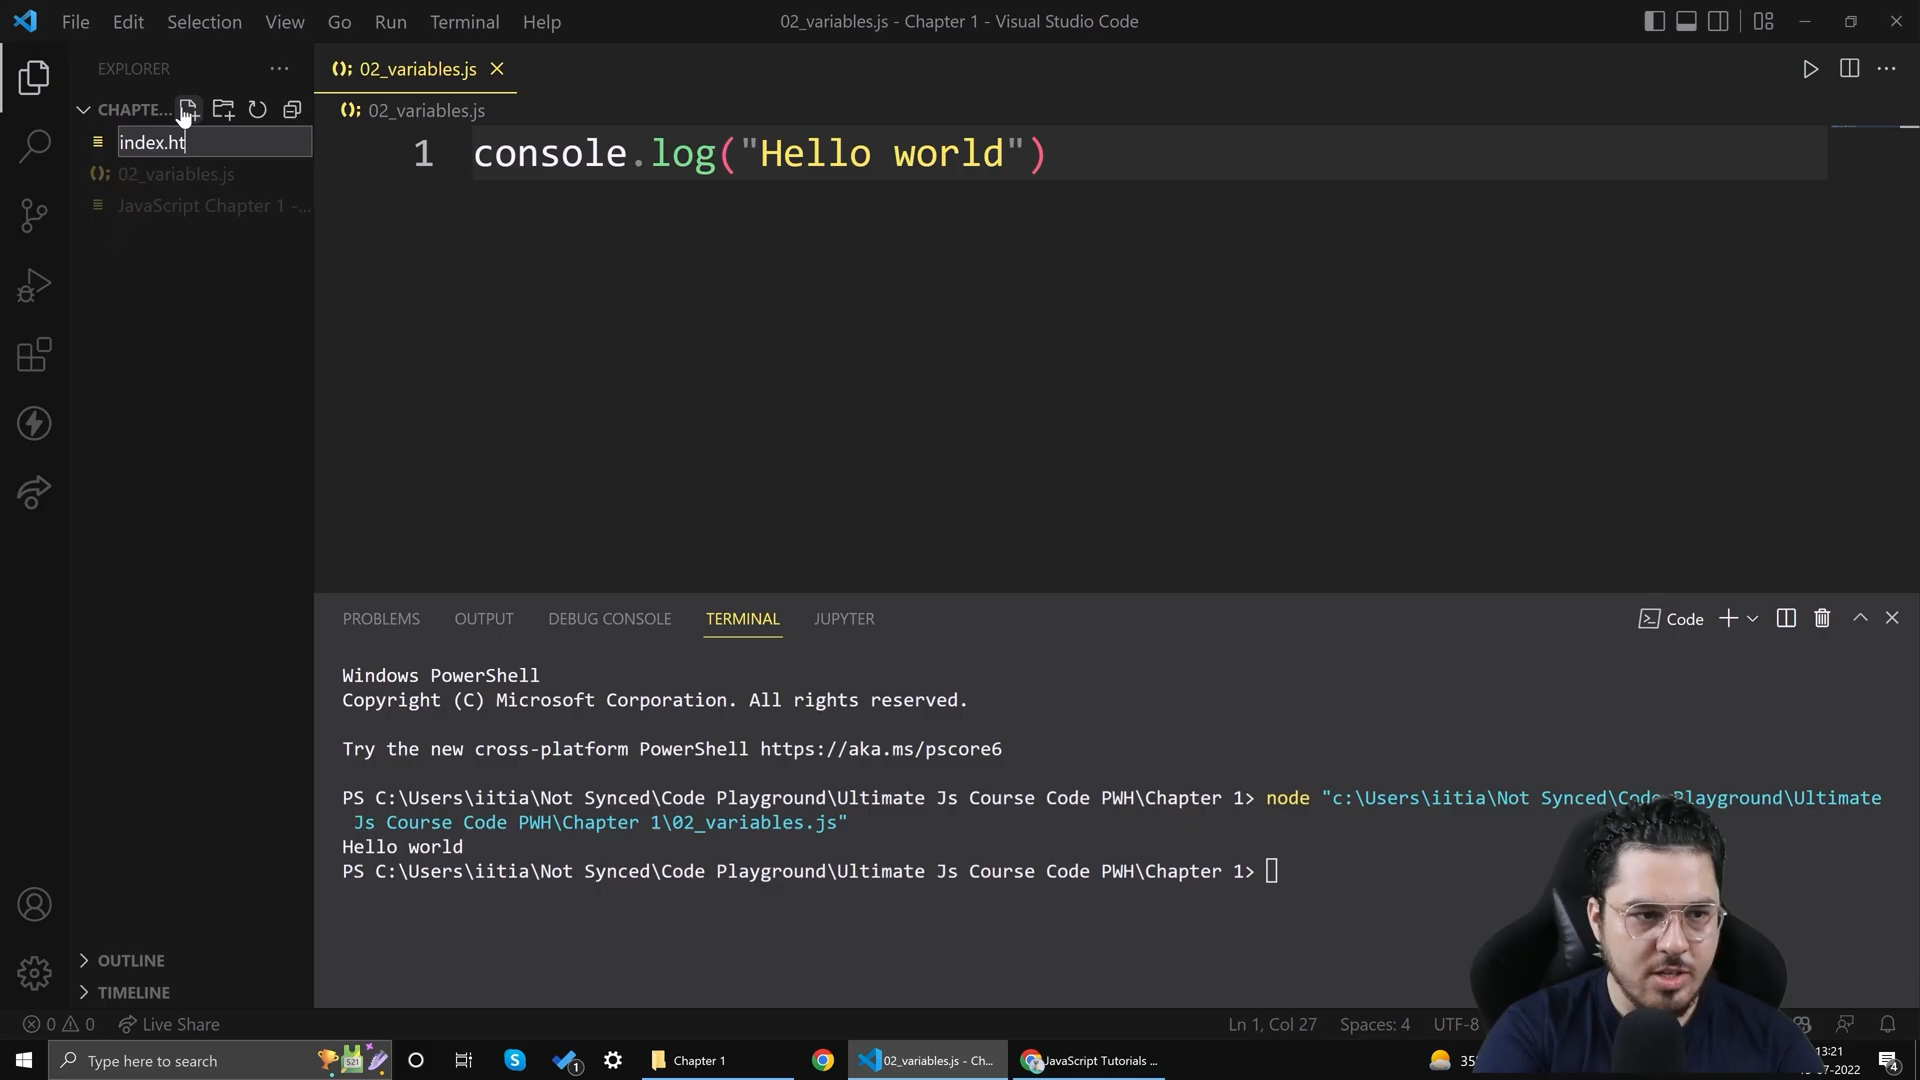 File Edit Selection View Go Run Terminal Help
02_variables.js - Chapter 1 - Visual Studio Code
EXPLORER
02_variables.js
CHAPTE...
02_variables.js
index.ht
02_variables.js
JavaScript Chapter 1 -...
1 console.log("Hello world")
PROBLEMS OUTPUT DEBUG CONSOLE TERMINAL JUPYTER
Code
Windows PowerShell
Copyright (C) Microsoft Corporation. All rights reserved.
Try the new cross-platform PowerShell https://aka.ms/pscore6
PS C:\Users\iitia\Not Synced\Code Playground\Ultimate Js Course Code PWH\Chapter 1> node "c:\Users\iitia\Not Synced\Code Playground\Ultimate
Js Course Code PWH\Chapter 1\02_variables.js"
Hello world
PS C:\Users\iitia\Not Synced\Code Playground\Ultimate Js Course Code PWH\Chapter 1>
OUTLINE
TIMELINE
0 0 Live Share
Ln 1, Col 27 Spaces: 4 UTF-8
Type here to search
521
1
Chapter 1
02_variables.js - Ch...
JavaScript Tutorials ...
35
13:21
-07-2022
4